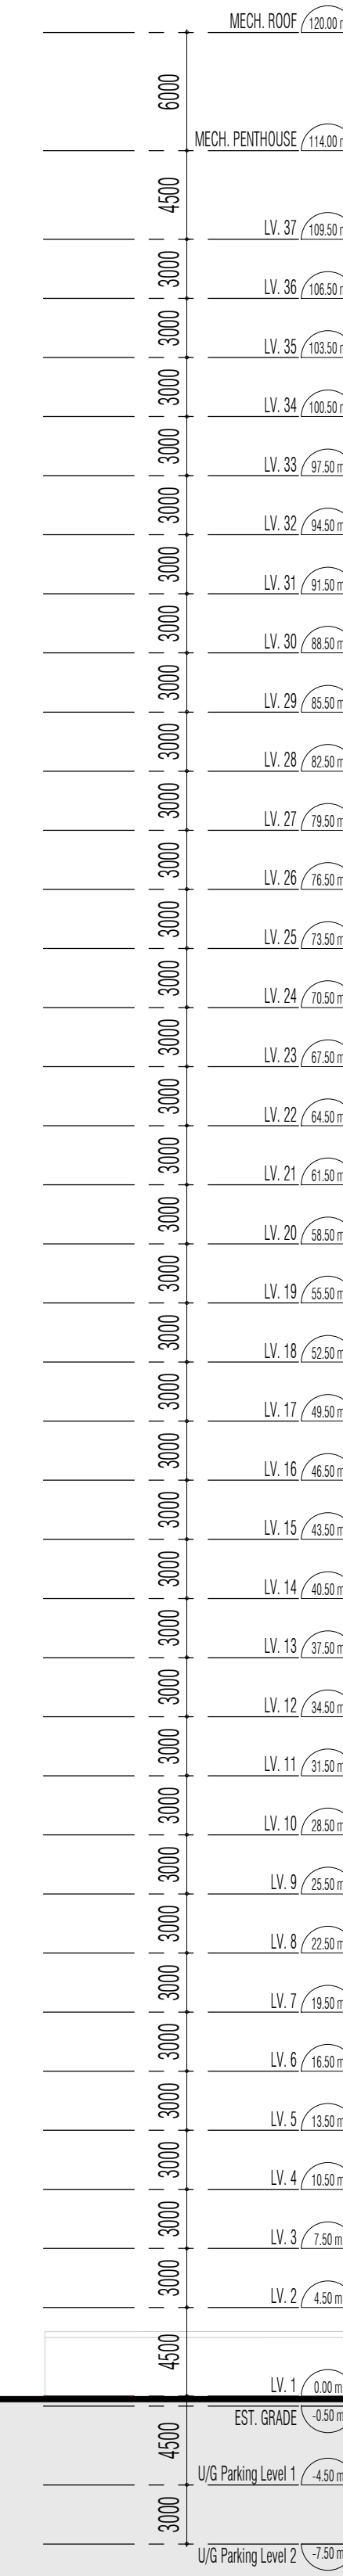 MECH. ROOF 120.00 m
6000
MECH. PENTHOUSE 114.00 m
4500
LV. 37 109.50 m
3000
LV. 36 106.50 m
3000
LV. 35 103.50 m
3000
LV. 34 100.50 m
3000
LV. 33 97.50 m
3000
LV. 32 94.50 m
3000
LV. 31 91.50 m
3000
LV. 30 88.50 m
3000
LV. 29 85.50 m
3000
LV. 28 82.50 m
3000
LV. 27 79.50 m
3000
LV. 26 76.50 m
3000
LV. 25 73.50 m
3000
LV. 24 70.50 m
3000
LV. 23 67.50 m
3000
LV. 22 64.50 m
3000
LV. 21 61.50 m
3000
LV. 20 58.50 m
3000
LV. 19 55.50 m
3000
LV. 18 52.50 m
3000
LV. 17 49.50 m
3000
LV. 16 46.50 m
3000
LV. 15 43.50 m
3000
LV. 14 40.50 m
3000
LV. 13 37.50 m
3000
LV. 12 34.50 m
3000
LV. 11 31.50 m
3000
LV. 10 28.50 m
3000
LV. 9 25.50 m
3000
LV. 8 22.50 m
3000
LV. 7 19.50 m
3000
LV. 6 16.50 m
3000
LV. 5 13.50 m
3000
LV. 4 10.50 m
3000
LV. 3 7.50 m
3000
LV. 2 4.50 m
4500
LV. 1 0.00 m
EST. GRADE -0.50 m
4500
U/G Parking Level 1 -4.50 m
3000
U/G Parking Level 2 -7.50 m